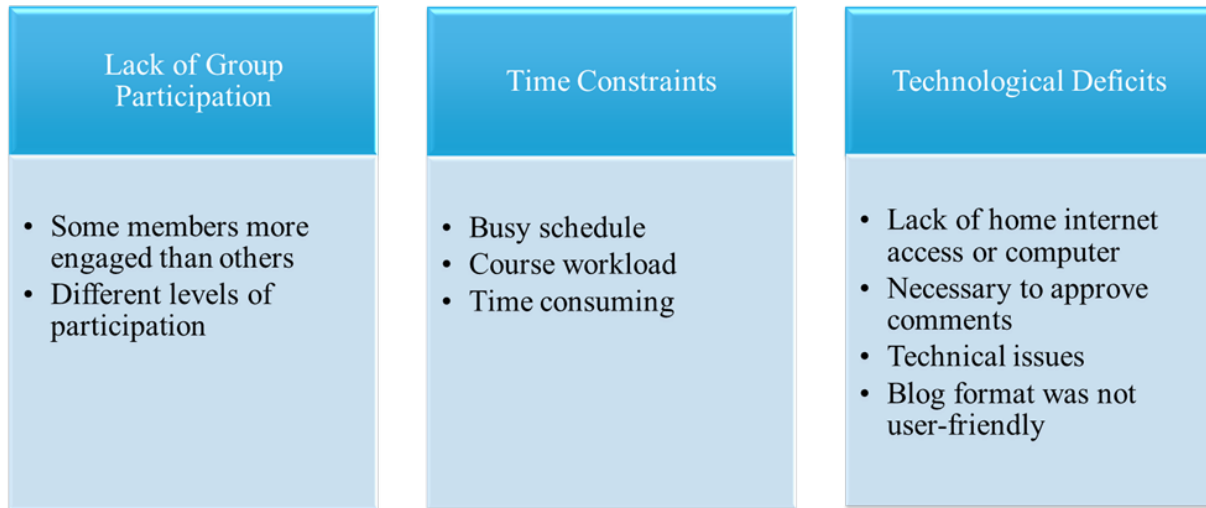 Lack of Group
Participation
• Some members more
engaged than others
• Different levels of
participation
Time Constraints
• Busy schedule
• Course workload
• Time consuming
Technological Deficits
• Lack of home internet
access or computer
• Necessary to approve
comments
• Technical issues
• Blog format was not
user-friendly